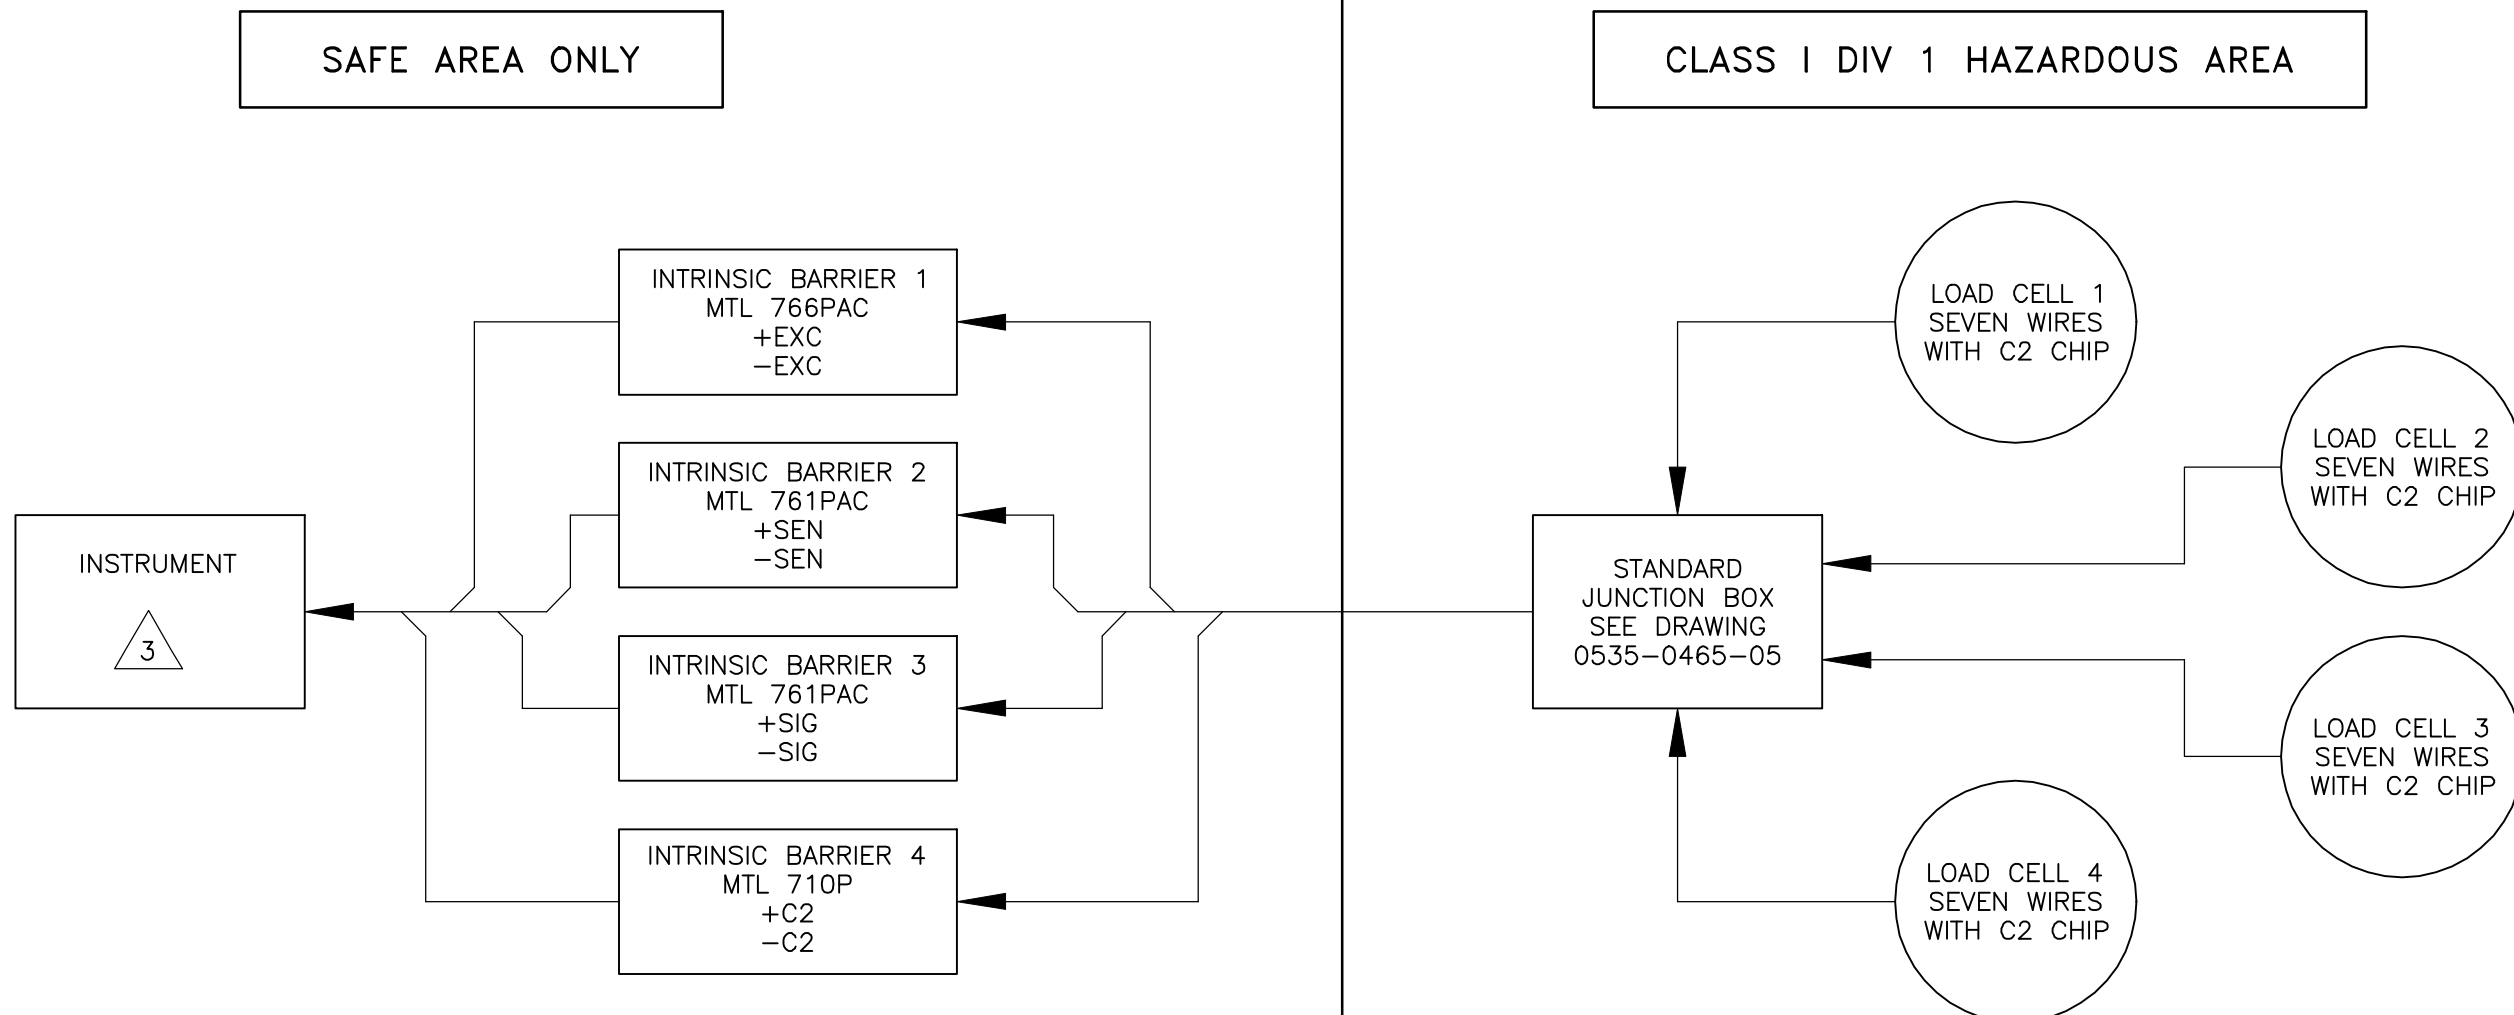 SAFE AREA ONLY
CLASS I DIV 1 HAZARDOUS AREA
INTRINSIC BARRIER 1
MTL 766PAC
+EXC
-EXC
INTRINSIC BARRIER 2
MTL 761PAC
+SEN
-SEN
INSTRUMENT
3
INTRINSIC BARRIER 3
MTL 761PAC
+SIG
-SIG
INTRINSIC BARRIER 4
MTL 710P
+C2
-C2
STANDARD
JUNCTION BOX
SEE DRAWING
0535-0465-05
LOAD CELL 1
SEVEN WIRES
WITH C2 CHIP
LOAD CELL 2
SEVEN WIRES
WITH C2 CHIP
LOAD CELL 3
SEVEN WIRES
WITH C2 CHIP
LOAD CELL 4
SEVEN WIRES
WITH C2 CHIP